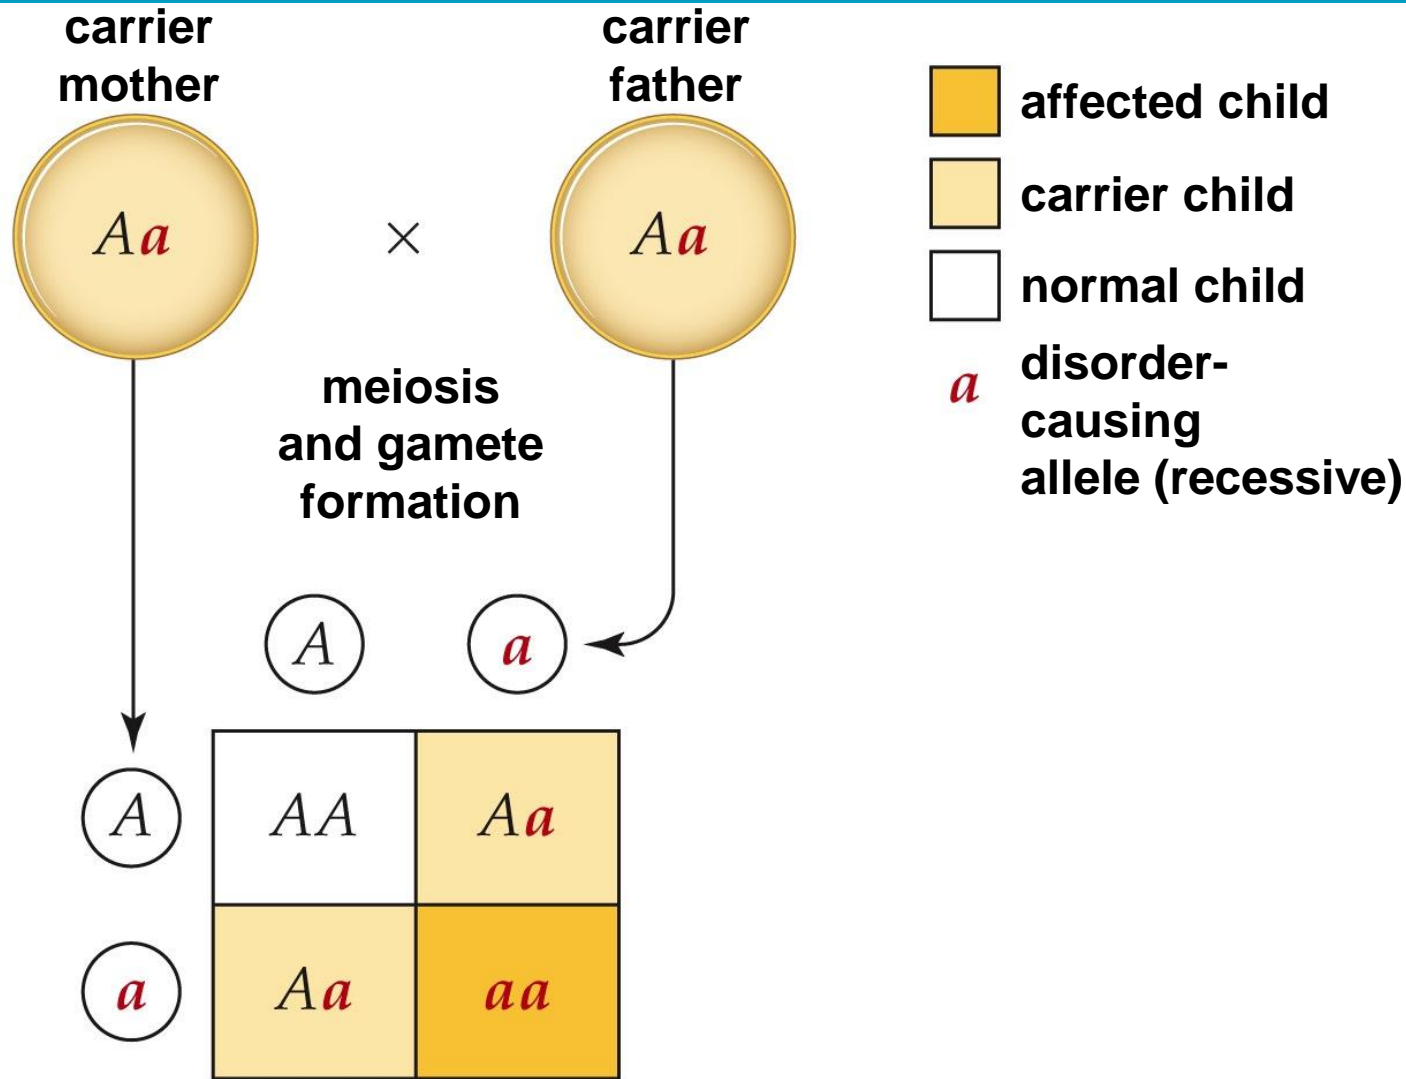 carrier
mother
carrier
father
Aa
×
Aa
affected child
carrier child
normal child
a
disorder-
causing
allele (recessive)
meiosis
and gamete
formation
A
a
A
AA
Aa
a
Aa
aa